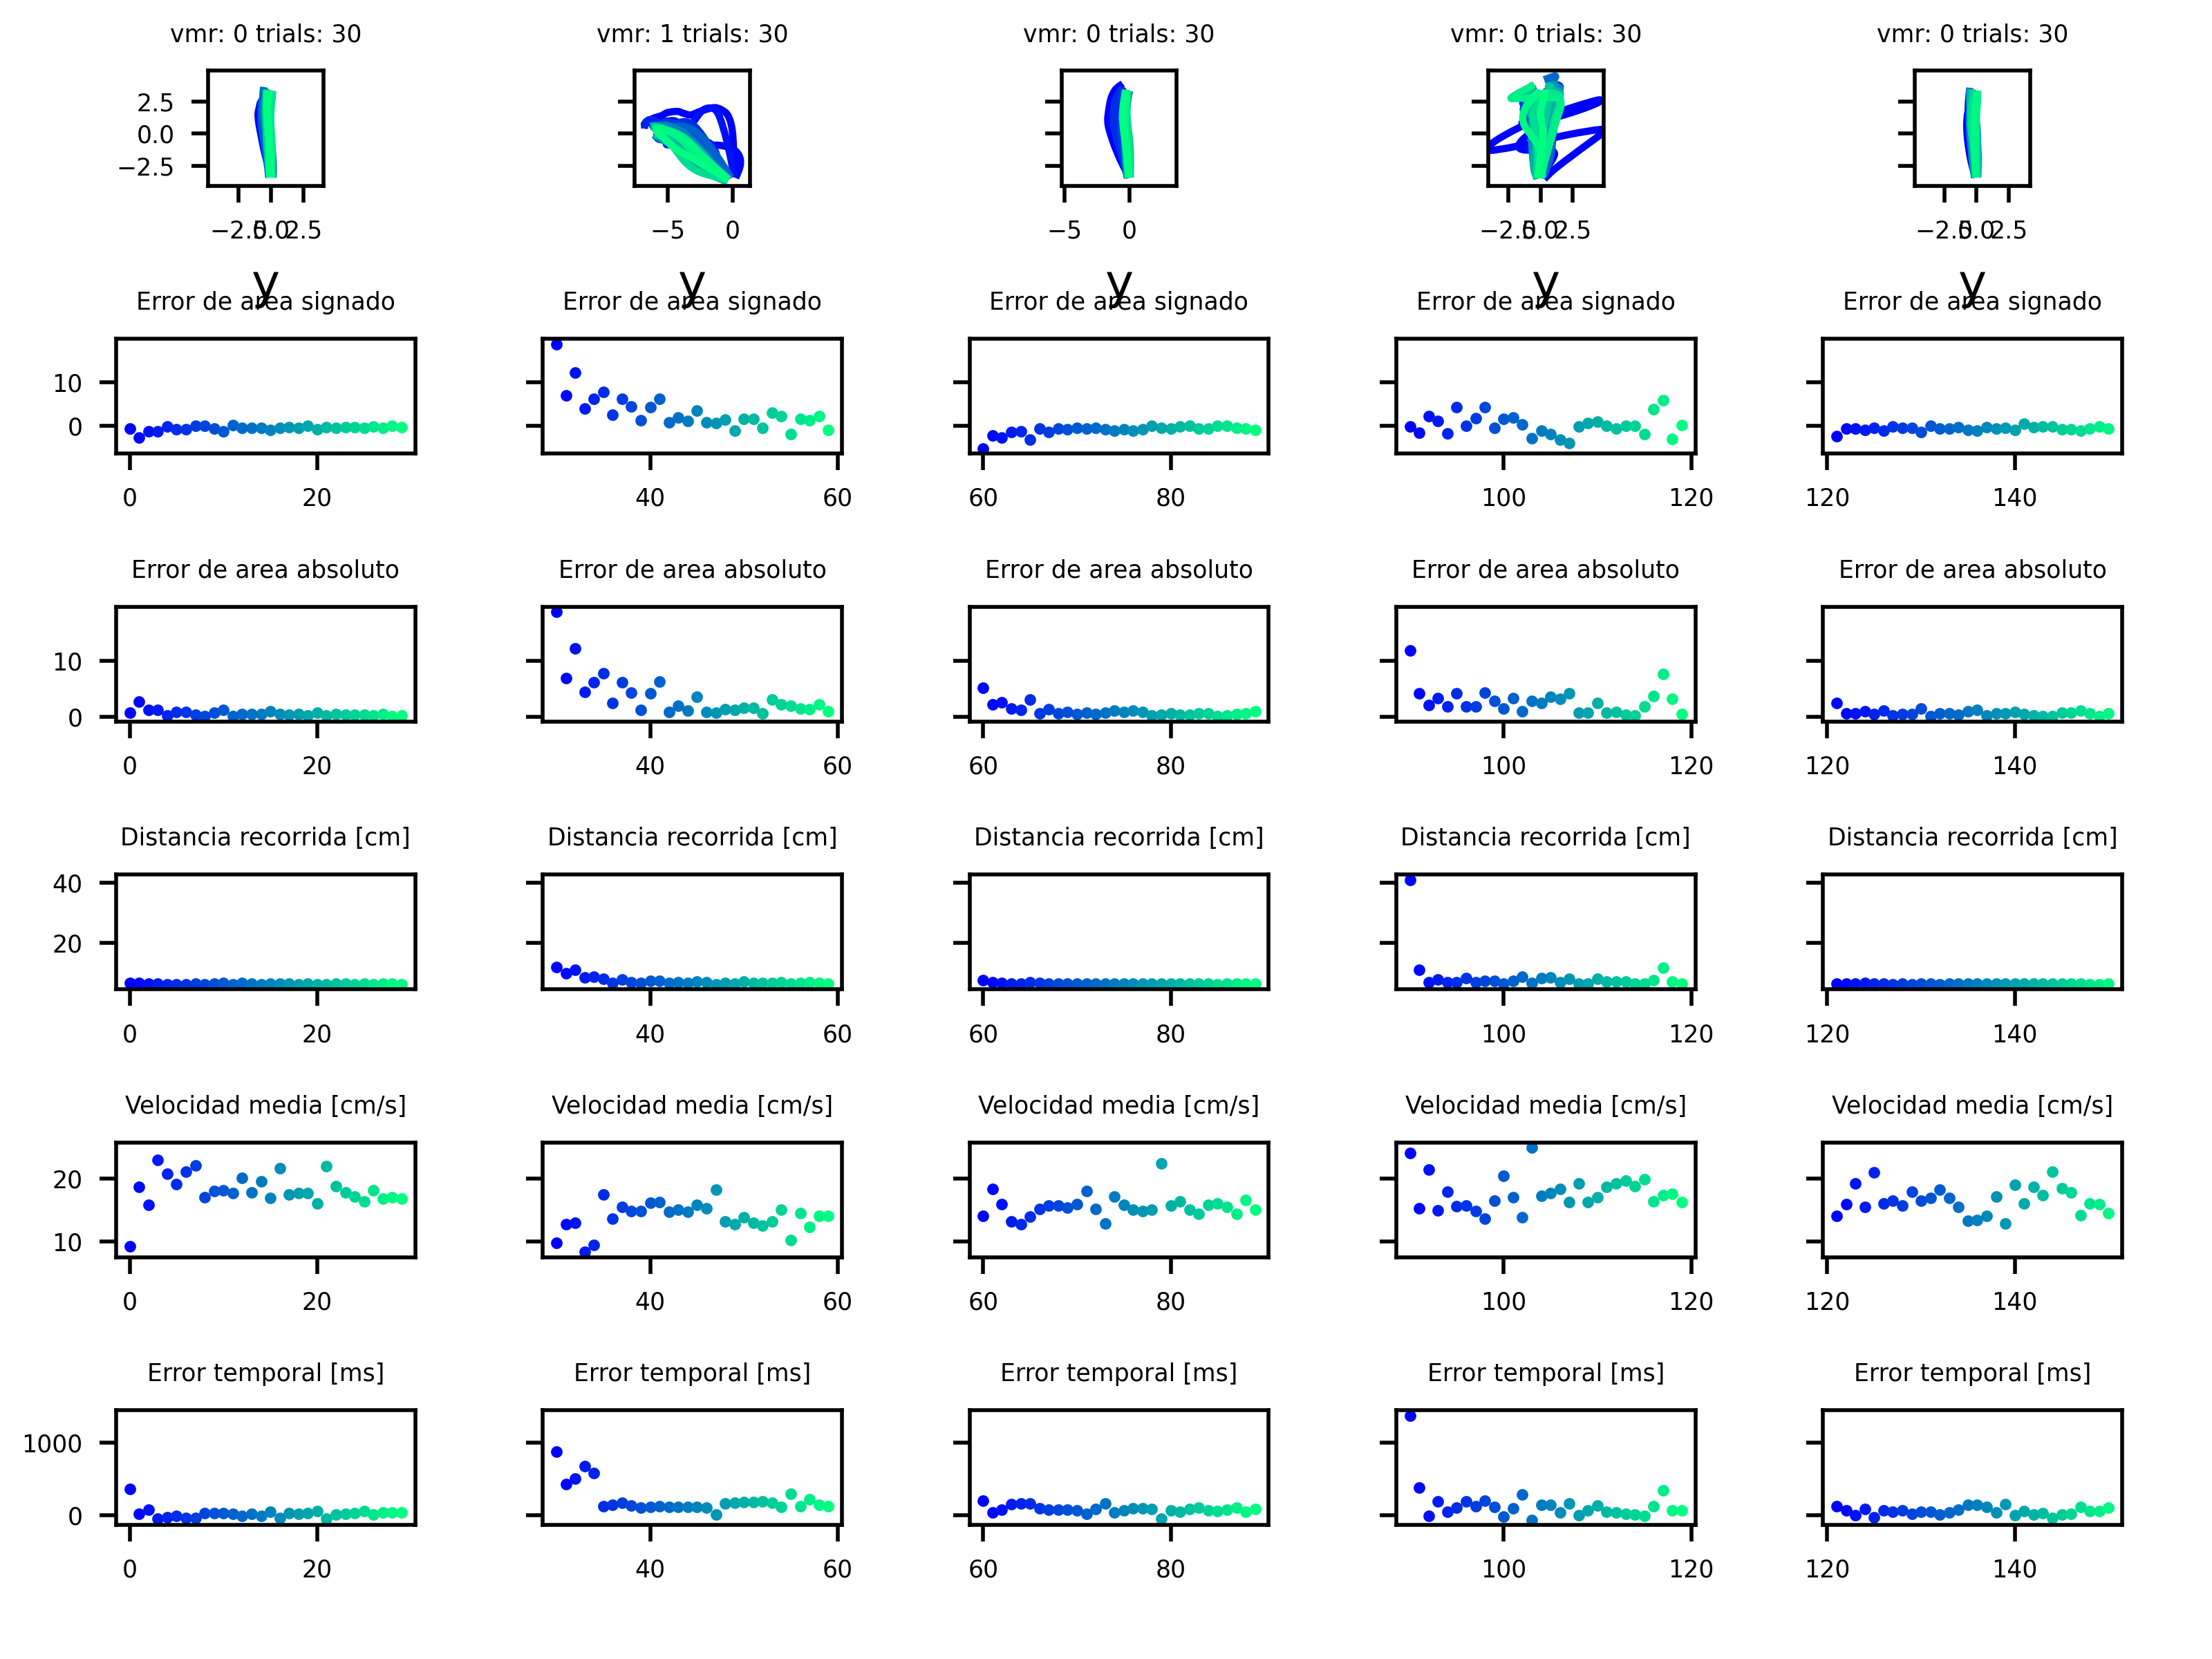 vmr: 0 trials: 30 vmr: 1 trials: 30 vmr: 0 trials: 30 vmr: 0 trials: 30 vmr: 0 trials: 30
2.5
0.0
−2.5
−2.5 0.0 2.5 −5 0 −5 0 −2.5 0.0 2.5 −2.5 0.0 2.5
y y y y y
Error de area signado Error de area signado Error de area signado Error de area signado Error de area signado
10
0
0 20 40 60 60 80 100 120 120 140
Error de area absoluto Error de area absoluto Error de area absoluto Error de area absoluto Error de area absoluto
10
0
0 20 40 60 60 80 100 120 120 140
Distancia recorrida [cm] Distancia recorrida [cm] Distancia recorrida [cm] Distancia recorrida [cm] Distancia recorrida [cm]
40
20
0 20 40 60 60 80 100 120 120 140
Velocidad media [cm/s] Velocidad media [cm/s] Velocidad media [cm/s] Velocidad media [cm/s] Velocidad media [cm/s]
20
10
0 20 40 60 60 80 100 120 120 140
Error temporal [ms] Error temporal [ms] Error temporal [ms] Error temporal [ms] Error temporal [ms]
1000
0
0 20 40 60 60 80 100 120 120 140